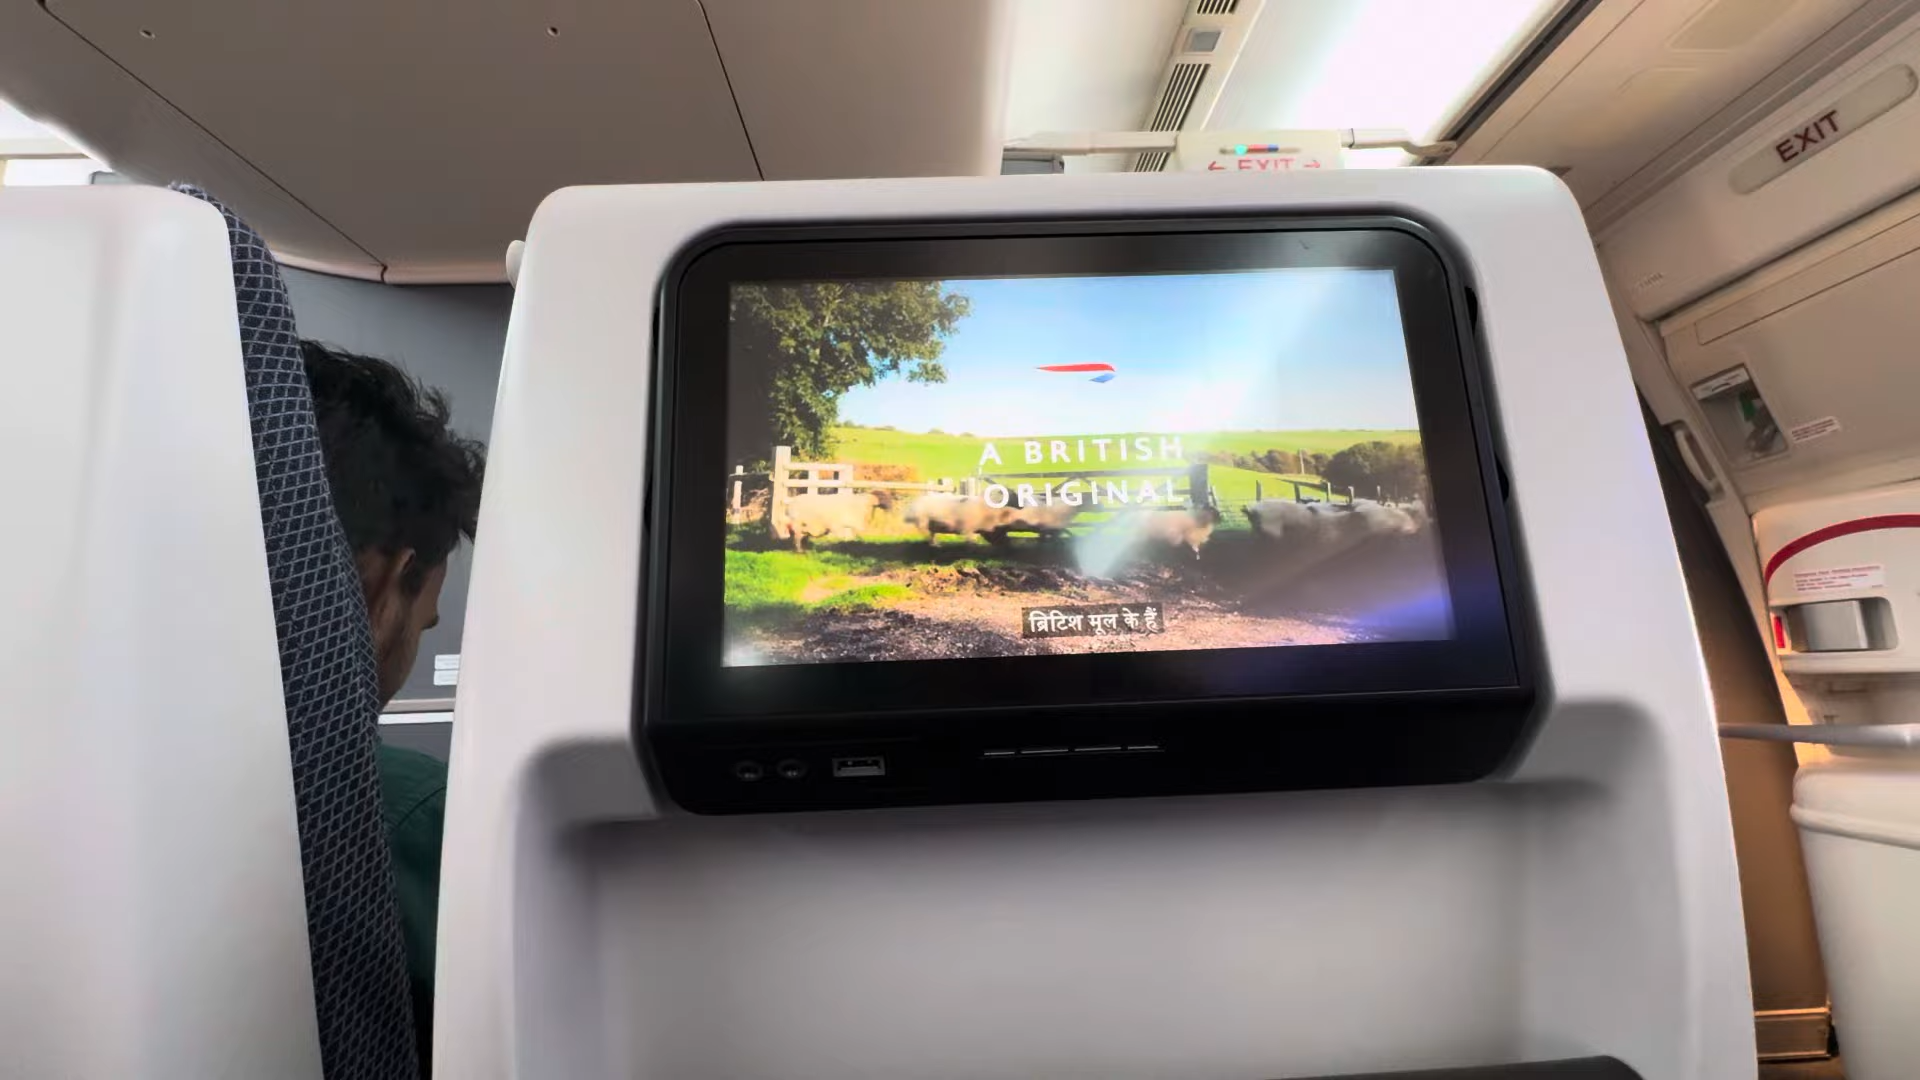 EXIT
← EXIT →
A BRITISH
ORIGINAL
ब्रिटिश मूल के हैं